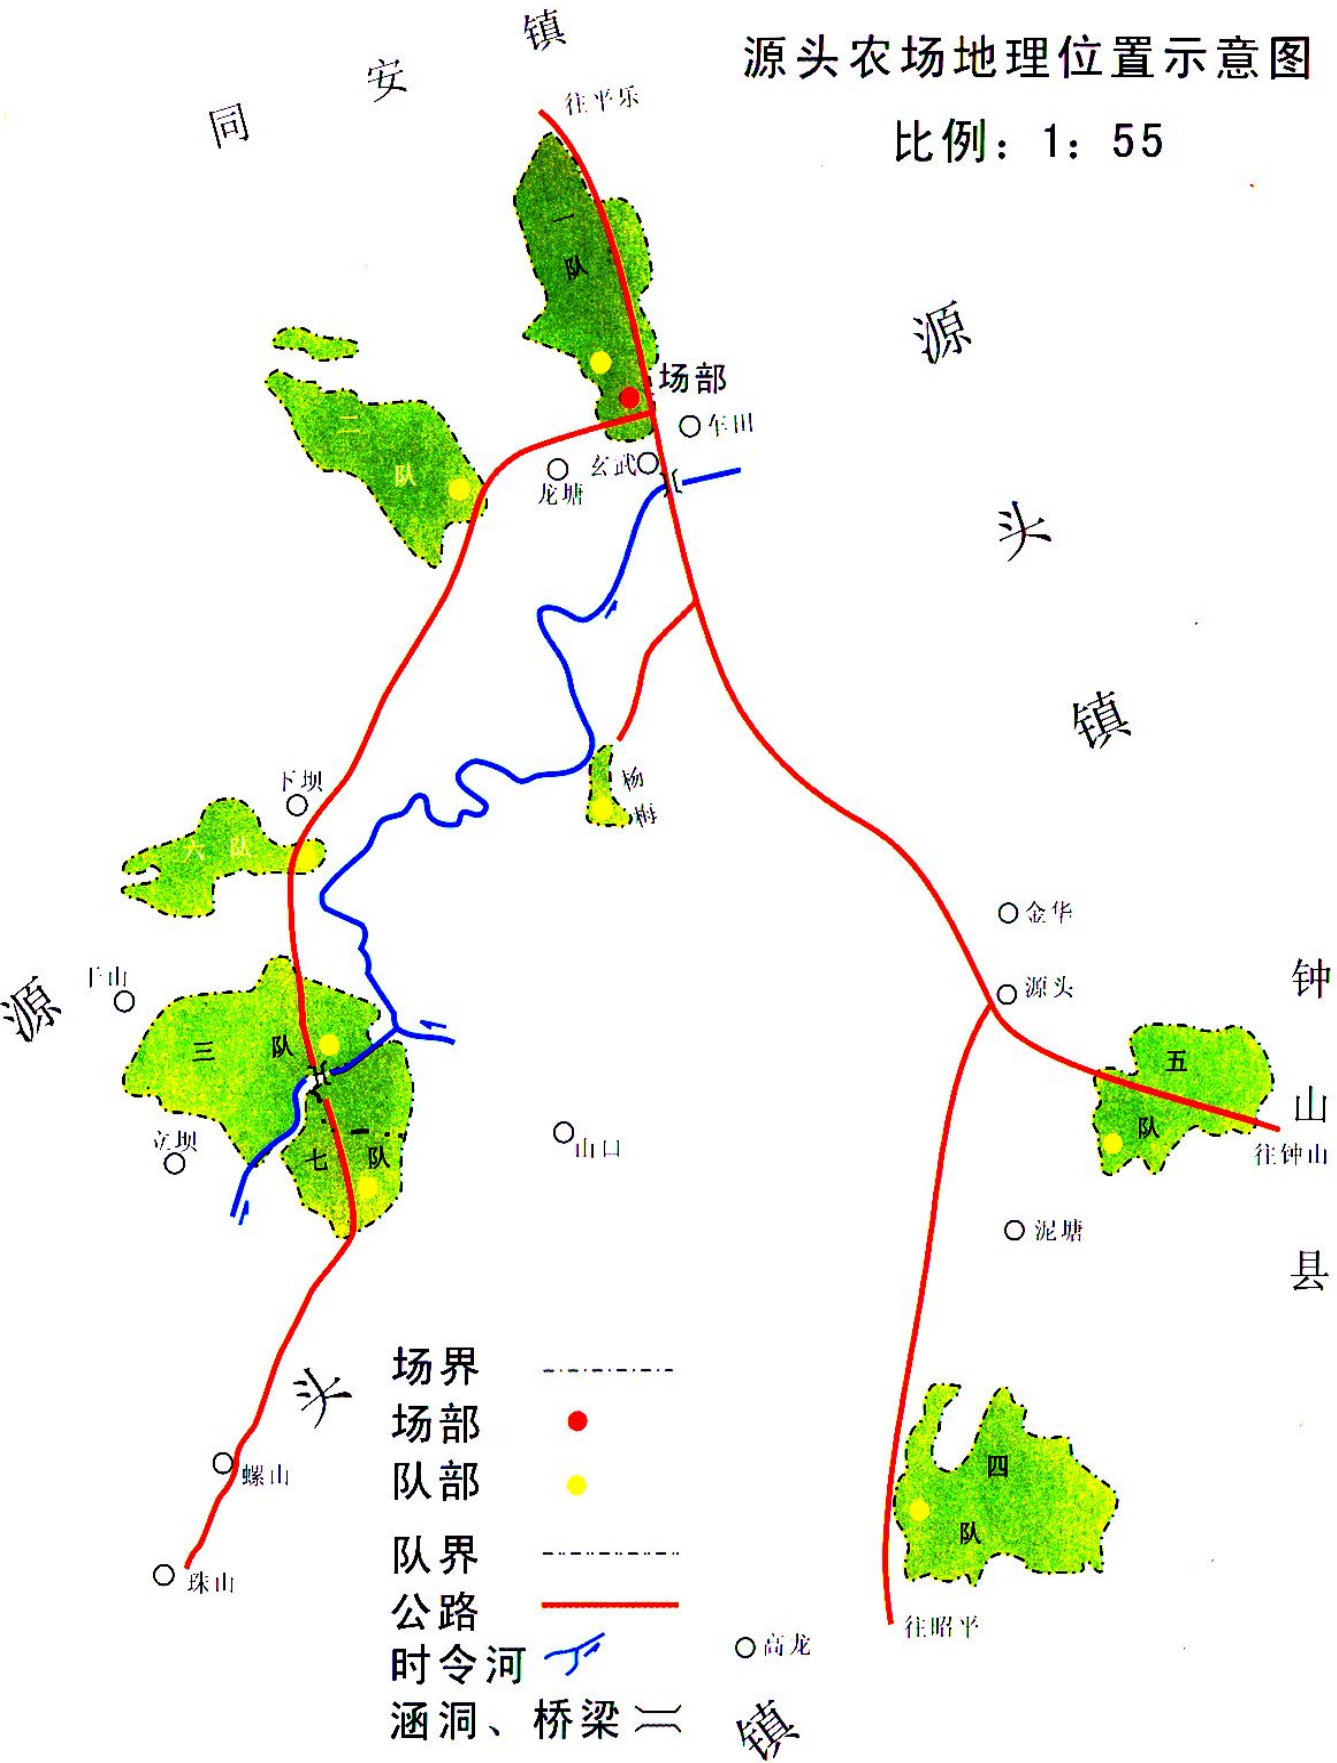 源头农场地理位置示意图
比例：1：55
同安镇
往平乐
一队
场部
车田
玄武
龙塘
二队
源头镇
杨梅
下坝
六队
金华
源头
钟山县
五队
往钟山
源头镇
三队
立坝
七队
山口
泥塘
四队
往昭平
螺山
珠山
高龙
场界
场部
队部
队界
公路
时令河
涵洞、桥梁